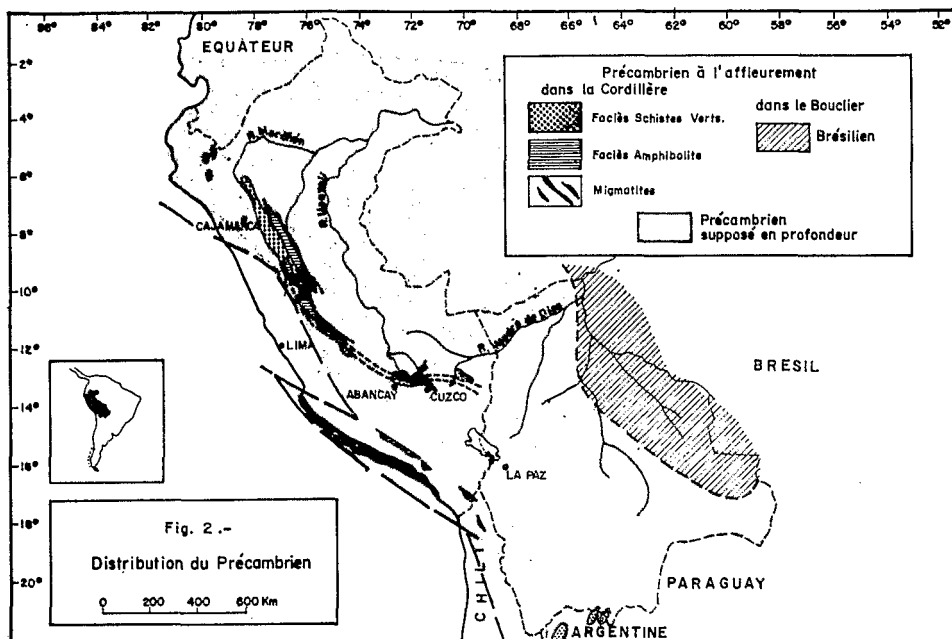 86° 84° 82° 80° 78° 76° 74° 72° 70° 68° 66° 64° 62° 60° 58° 56° 54° 52°
2°
4°
6°
8°
10°
12°
14°
16°
18°
20°
EQUATEUR
Précambrien à l'affleurement
dans la Cordillère
dans le Bouclier
Faciès Schistes Verts.
Brésilien
Faciès Amphibolite
Migmatites
Précambrien
supposé en profondeur
R. Marañon
CAJAMARCA
LIMA
ABANCAY
CUZCO
R. Madre de Dios
BRESIL
LA PAZ
CHILI
PARAGUAY
ARGENTINE
Fig. 2.-
Distribution du Précambrien
0 200 400 600 Km